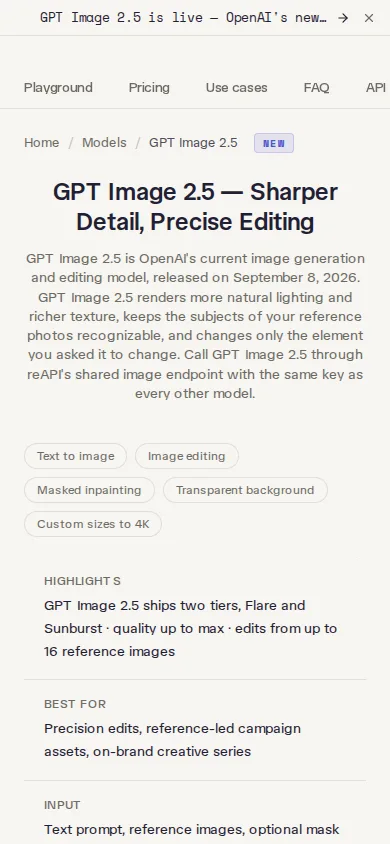 GPT Image 2.5 is live — OpenAI's new… → ×
Playground Pricing Use cases FAQ API
Home / Models / GPT Image 2.5 NEW
GPT Image 2.5 — Sharper
Detail, Precise Editing
GPT Image 2.5 is OpenAI's current image generation
and editing model, released on September 8, 2026.
GPT Image 2.5 renders more natural lighting and
richer texture, keeps the subjects of your reference
photos recognizable, and changes only the element
you asked it to change. Call GPT Image 2.5 through
reAPI's shared image endpoint with the same key as
every other model.
Text to image Image editing
Masked inpainting Transparent background
Custom sizes to 4K
HIGHLIGHTS
GPT Image 2.5 ships two tiers, Flare and
Sunburst · quality up to max · edits from up to
16 reference images
BEST FOR
Precision edits, reference-led campaign
assets, on-brand creative series
INPUT
Text prompt, reference images, optional mask